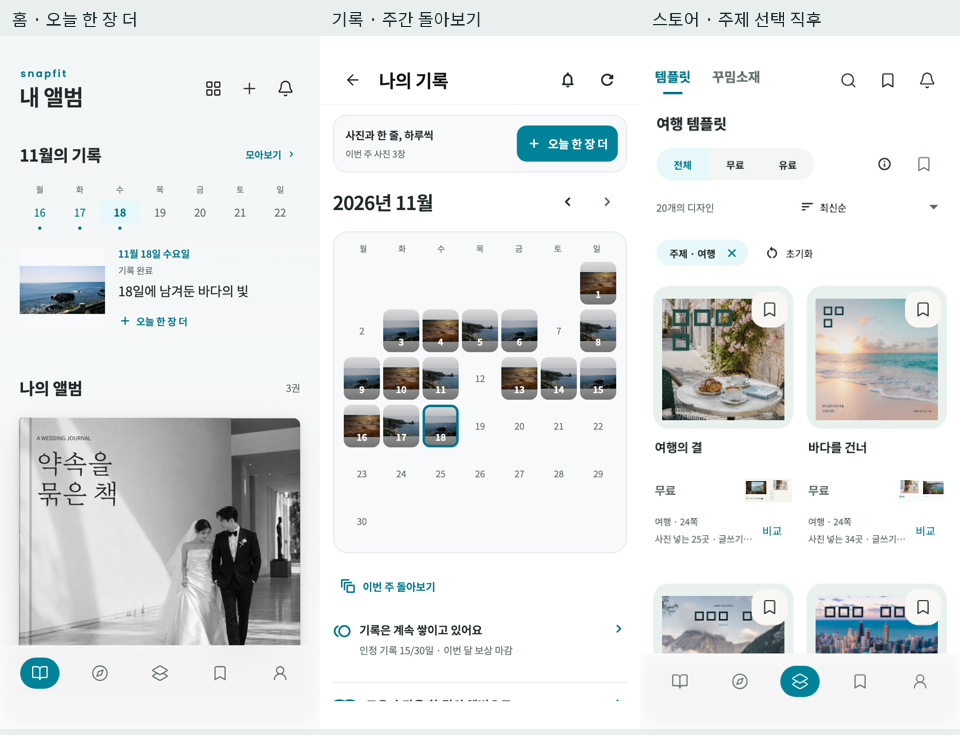 홈 · 오늘 한 장 더
snapfit
내 앨범
11월의 기록
모아보기
월 화 수 목 금 토 일
16 17 18 19 20 21 22
11월 18일 수요일
기록 완료
18일에 남겨둔 바다의 빛
+ 오늘 한 장 더
나의 앨범
3권
A WEDDING JOURNAL
약속을
묶은 책
기록 · 주간 돌아보기
나의 기록
사진과 한 줄, 하루씩
이번 주 사진 3장
+ 오늘 한 장 더
2026년 11월
월 화 수 목 금 토 일
1
2 3 4 5 6 7 8
9 10 11 12 13 14 15
16 17 18 19 20 21 22
23 24 25 26 27 28 29
30
이번 주 돌아보기
기록은 계속 쌓이고 있어요
인정 기록 15/30일 · 이번 달 보상 마감
스토어 · 주제 선택 직후
템플릿 꾸밈소재
여행 템플릿
전체 무료 유료
20개의 디자인
최신순
주제 · 여행
초기화
여행의 결
무료
여행 · 24쪽
사진 넣는 25곳 · 글쓰기…
비교
바다를 건너
무료
여행 · 24쪽
사진 넣는 34곳 · 글쓰기…
비교